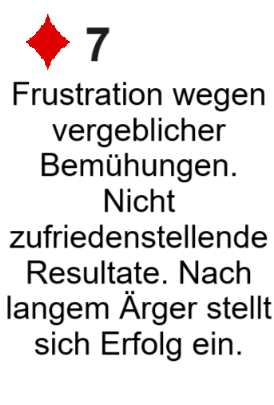 7
Frustration wegen
vergeblicher
Bemühungen.
Nicht
zufriedenstellende
Resultate. Nach
langem Ärger stellt
sich Erfolg ein.